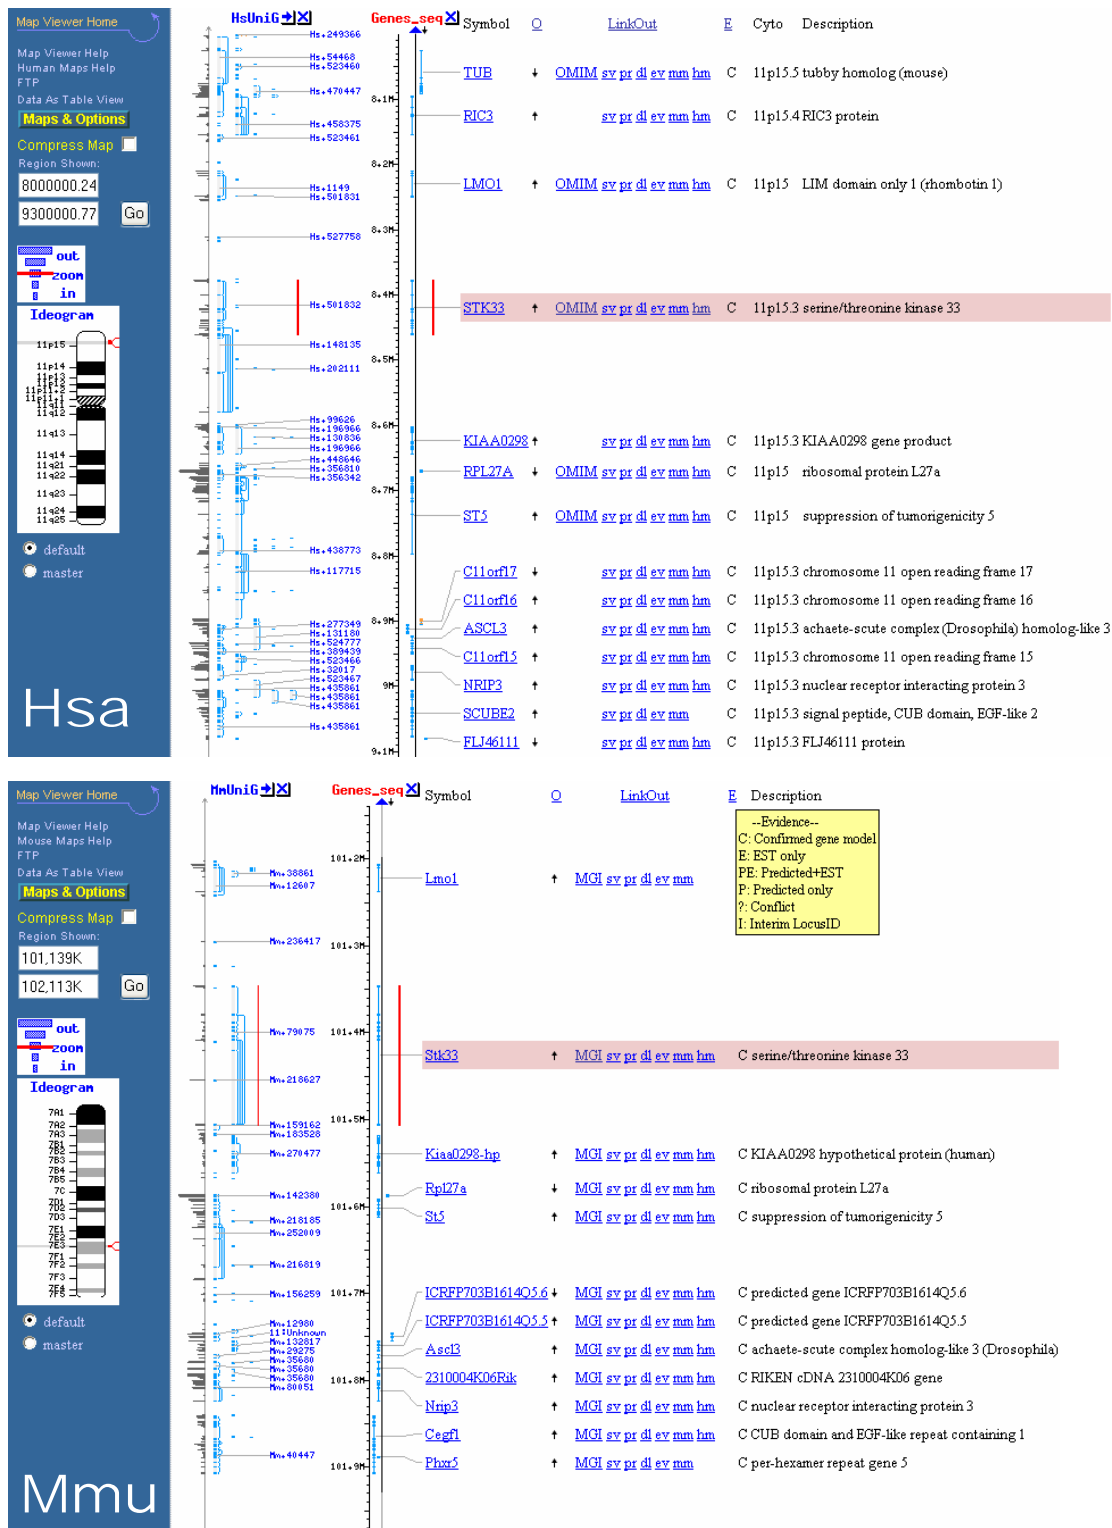 Map Viewer Home
Map Viewer Help
Human Maps Help
FTP
Data As Table View
Maps & Options
Compress Map
Region Shown:
8000000.24
9300000.77 Go
out
zoom
in
Ideogram
11p15
11p14
11p13
11p12
11p11.2
11p11.1
11q11
11q12
11q13
11q14
11q21
11q22
11q23
11q24
11q25
default
master
Hsa
HsUniG
Hs.249366
Hs.54468
Hs.523460
Hs.470447
Hs.458375
Hs.523461
Hs.1149
Hs.501831
Hs.527758
Hs.501832
Hs.148135
Hs.202111
Hs.99626
Hs.196966
Hs.130836
Hs.196966
Hs.448646
Hs.356810
Hs.356342
Hs.438773
Hs.117715
Hs.277349
Hs.131180
Hs.524777
Hs.389439
Hs.523466
Hs.32017
Hs.523467
Hs.435861
Hs.435861
Hs.435861
Hs.435861
Genes_seq
8.1M
8.2M
8.3M
8.4M
8.5M
8.6M
8.7M
8.8M
8.9M
9M
9.1M
Symbol O LinkOut E Cyto Description
TUB ↓ OMIM sv pr dl ev mm hm C 11p15.5 tubby homolog (mouse)
RIC3 ↑ sv pr dl ev mm hm C 11p15.4 RIC3 protein
LMO1 ↑ OMIM sv pr dl ev mm hm C 11p15 LIM domain only 1 (rhombotin 1)
STK33 ↑ OMIM sv pr dl ev mm hm C 11p15.3 serine/threonine kinase 33
KIAA0298 ↑ sv pr dl ev mm hm C 11p15.3 KIAA0298 gene product
RPL27A ↓ OMIM sv pr dl ev mm hm C 11p15 ribosomal protein L27a
ST5 ↑ OMIM sv pr dl ev mm hm C 11p15 suppression of tumorigenicity 5
C11orf17 ↓ sv pr dl ev mm hm C 11p15.3 chromosome 11 open reading frame 17
C11orf16 ↑ sv pr dl ev mm hm C 11p15.3 chromosome 11 open reading frame 16
ASCL3 ↑ sv pr dl ev mm hm C 11p15.3 achaete-scute complex (Drosophila) homolog-like 3
C11orf15 ↑ sv pr dl ev mm hm C 11p15.3 chromosome 11 open reading frame 15
NRIP3 ↑ sv pr dl ev mm hm C 11p15.3 nuclear receptor interacting protein 3
SCUBE2 ↑ sv pr dl ev mm C 11p15.3 signal peptide, CUB domain, EGF-like 2
FLJ46111 ↓ sv pr dl ev mm hm C 11p15.3 FLJ46111 protein
Map Viewer Home
Map Viewer Help
Mouse Maps Help
FTP
Data As Table View
Maps & Options
Compress Map
Region Shown:
101,139K
102,113K Go
out
zoom
in
Ideogram
7A1
7A2
7A3
7B1
7B2
7B3
7B4
7B5
7C
7D1
7D2
7D3
7E1
7E2
7E3
7F1
7F2
7F3
7F4
7F5
default
master
Mmu
MmUniG
Mm.38861
Mm.12607
Mm.236417
Mm.79075
Mm.218627
Mm.159162
Mm.183528
Mm.270477
Mm.142380
Mm.218185
Mm.252009
Mm.216819
Mm.156259
Mm.12980
11:Unknown
Mm.132817
Mm.29275
Mm.35680
Mm.35680
Mm.35680
Mm.80051
Mm.40447
Genes_seq
101.2M
101.3M
101.4M
101.5M
101.6M
101.7M
101.8M
101.9M
Symbol O LinkOut E Description
--Evidence--
C: Confirmed gene model
E: EST only
PE: Predicted+EST
P: Predicted only
?: Conflict
I: Interim LocusID
Lmo1 ↑ MGI sv pr dl ev mm
Stk33 ↑ MGI sv pr dl ev mm hm C serine/threonine kinase 33
Kiaa0298-hp ↑ MGI sv pr dl ev mm hm C KIAA0298 hypothetical protein (human)
Rpl27a ↓ MGI sv pr dl ev mm hm C ribosomal protein L27a
St5 ↑ MGI sv pr dl ev mm hm C suppression of tumorigenicity 5
ICRFP703B1614Q5.6 ↓ MGI sv pr dl ev mm hm C predicted gene ICRFP703B1614Q5.6
ICRFP703B1614Q5.5 ↑ MGI sv pr dl ev mm hm C predicted gene ICRFP703B1614Q5.5
Ascl3 ↑ MGI sv pr dl ev mm hm C achaete-scute complex homolog-like 3 (Drosophila)
2310004K06Rik ↑ MGI sv pr dl ev mm hm C RIKEN cDNA 2310004K06 gene
Nrip3 ↑ MGI sv pr dl ev mm hm C nuclear receptor interacting protein 3
Cegf1 ↑ MGI sv pr dl ev mm hm C CUB domain and EGF-like repeat containing 1
Phxr5 ↑ MGI sv pr dl ev mm C per-hexamer repeat gene 5